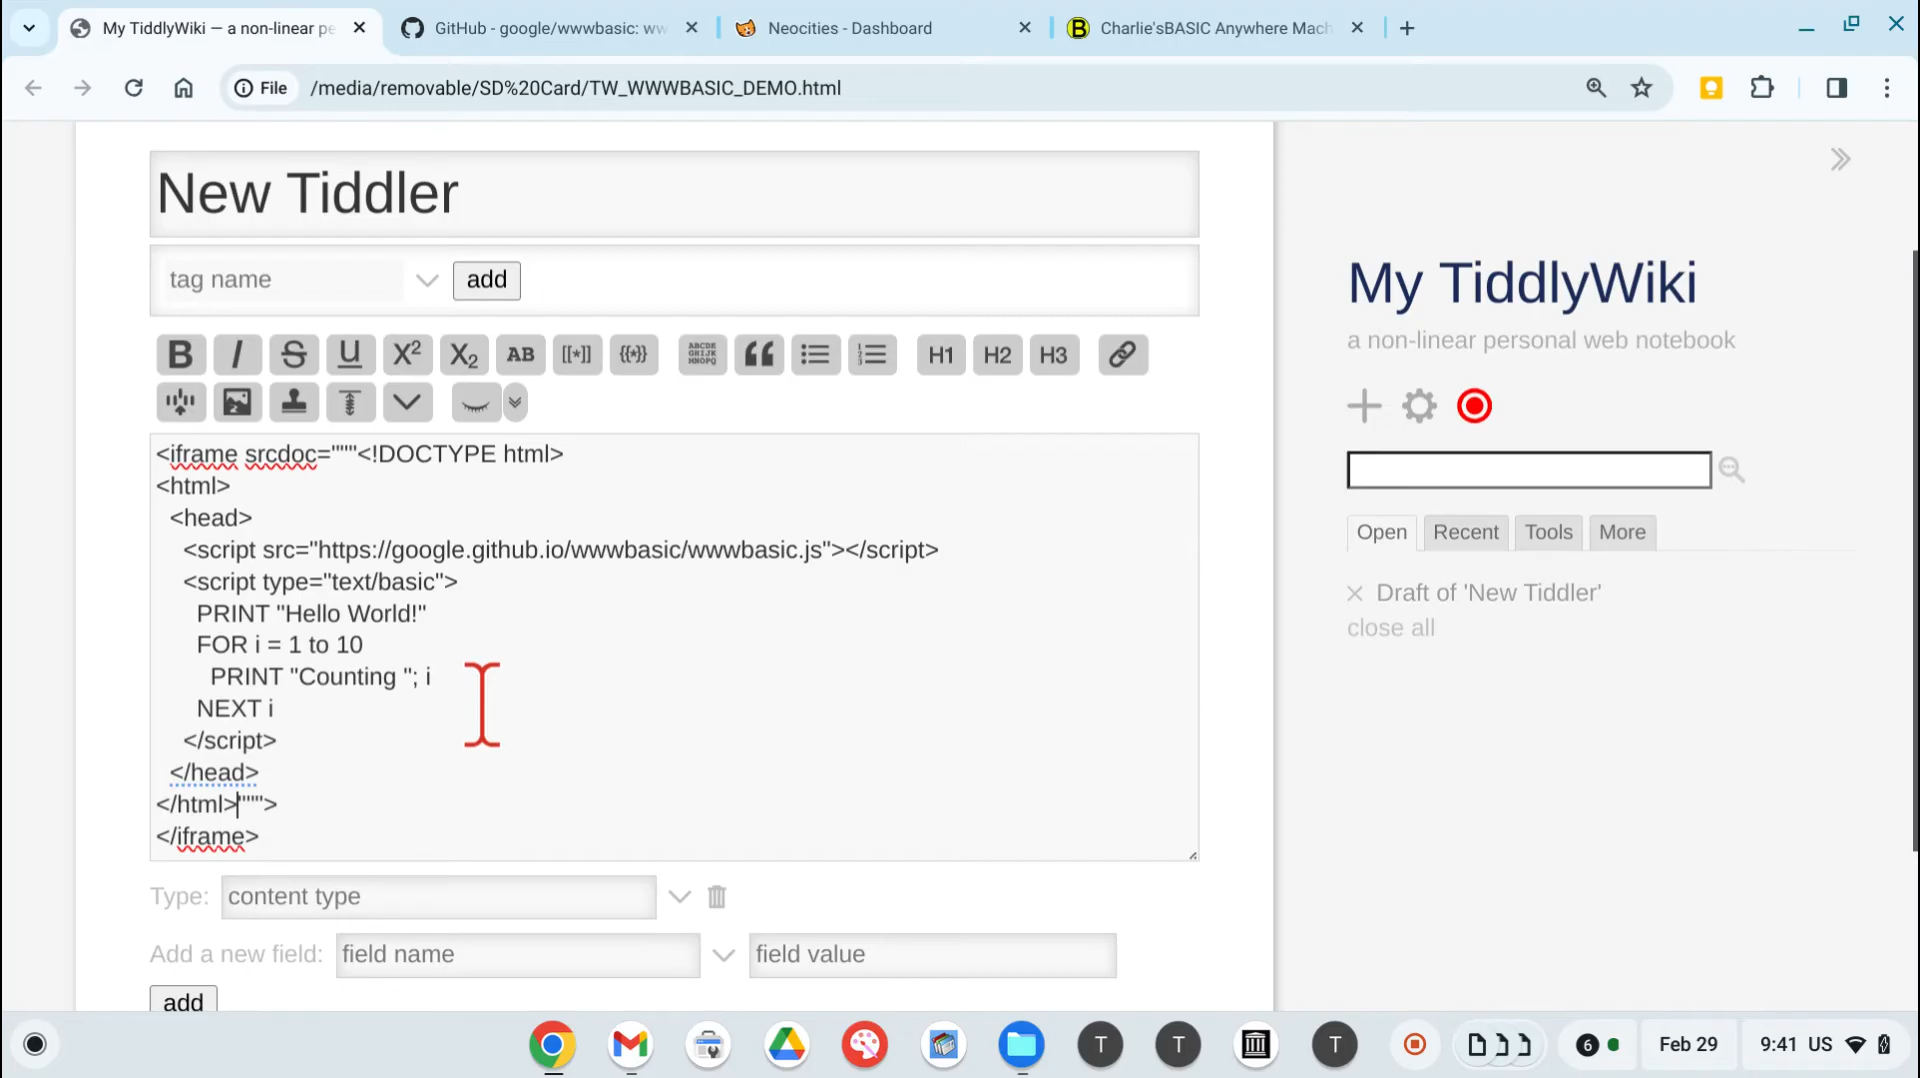 My TiddlyWiki — a non-linear pe
GitHub - google/wwwbasic: ww
Neocities - Dashboard
B Charlie'sBASIC Anywhere Mach
File /media/removable/SD%20Card/TW_WWWBASIC_DEMO.html
New Tiddler
tag name add
B I S U X² X₂ AB [[*]] {{*}} H1 H2 H3
<iframe srcdoc="""<!DOCTYPE html>
<html>
<head>
<script src="https://google.github.io/wwwbasic/wwwbasic.js"></script>
<script type="text/basic">
PRINT "Hello World!"
FOR i = 1 to 10
PRINT "Counting "; i
NEXT i
</script>
</head>
</html>""">
</iframe>
Type: content type
Add a new field: field name field value
add
My TiddlyWiki
a non-linear personal web notebook
Open Recent Tools More
Draft of 'New Tiddler'
close all
T T T 6 Feb 29 9:41 US